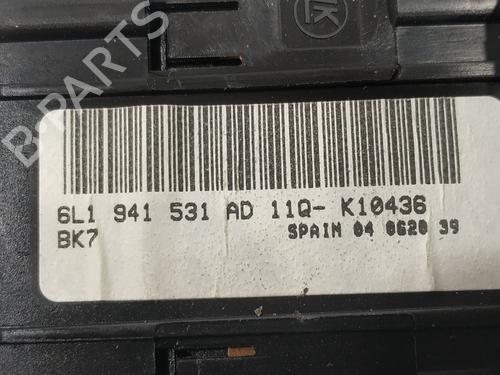 K
6L1 941 531 AD 11Q- K10436
BK7 SPAIN 04 0620 39
B-PARTS